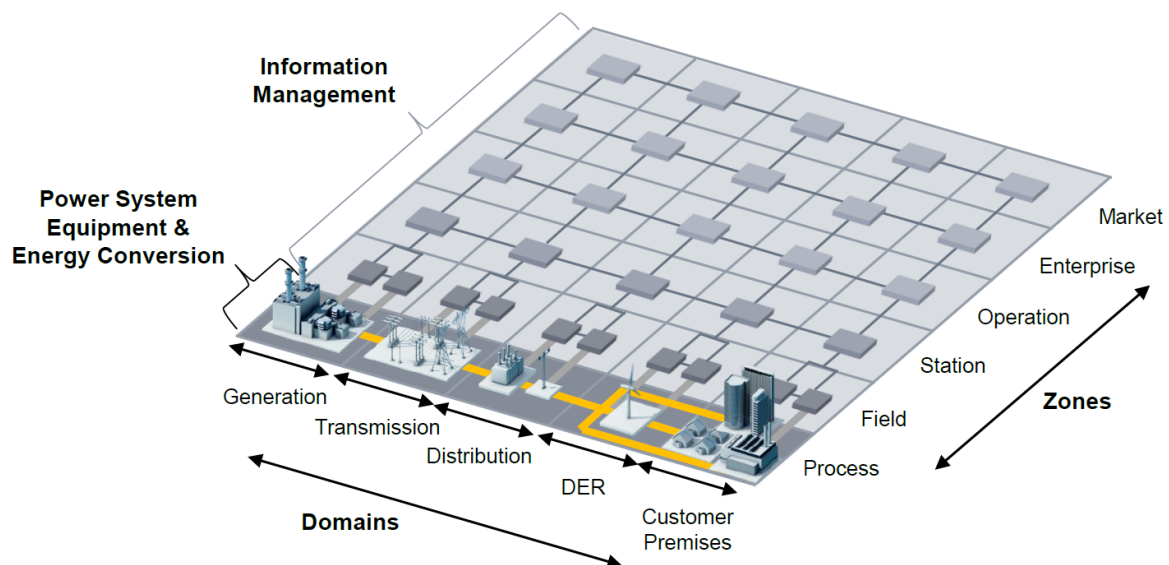 Information
Management
Power System
Equipment &
Energy Conversion
Market
Enterprise
Operation
Station
Field
Process
Zones
Generation
Transmission
Distribution
DER
Customer
Premises
Domains